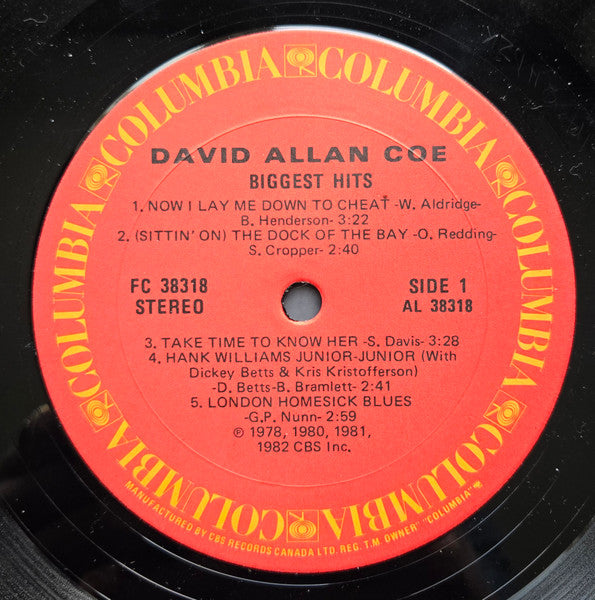 COLUMBIA COLUMBIA COLUMBIA COLUMBIA COLUMBIA COLUMBIA
DAVID ALLAN COE
BIGGEST HITS
1. NOW I LAY ME DOWN TO CHEAT -W. Aldridge-
B. Henderson- 3:22
2. (SITTIN' ON) THE DOCK OF THE BAY -O. Redding-
S. Cropper- 2:40
FC 38318
STEREO
SIDE 1
AL 38318
3. TAKE TIME TO KNOW HER -S. Davis- 3:28
4. HANK WILLIAMS JUNIOR-JUNIOR (With
Dickey Betts & Kris Kristofferson)
-D. Betts-B. Bramlett- 2:41
5. LONDON HOMESICK BLUES
-G.P. Nunn- 2:59
℗ 1978, 1980, 1981,
1982 CBS Inc.
MANUFACTURED BY CBS RECORDS CANADA LTD. REG. T.M. OWNER "COLUMBIA"